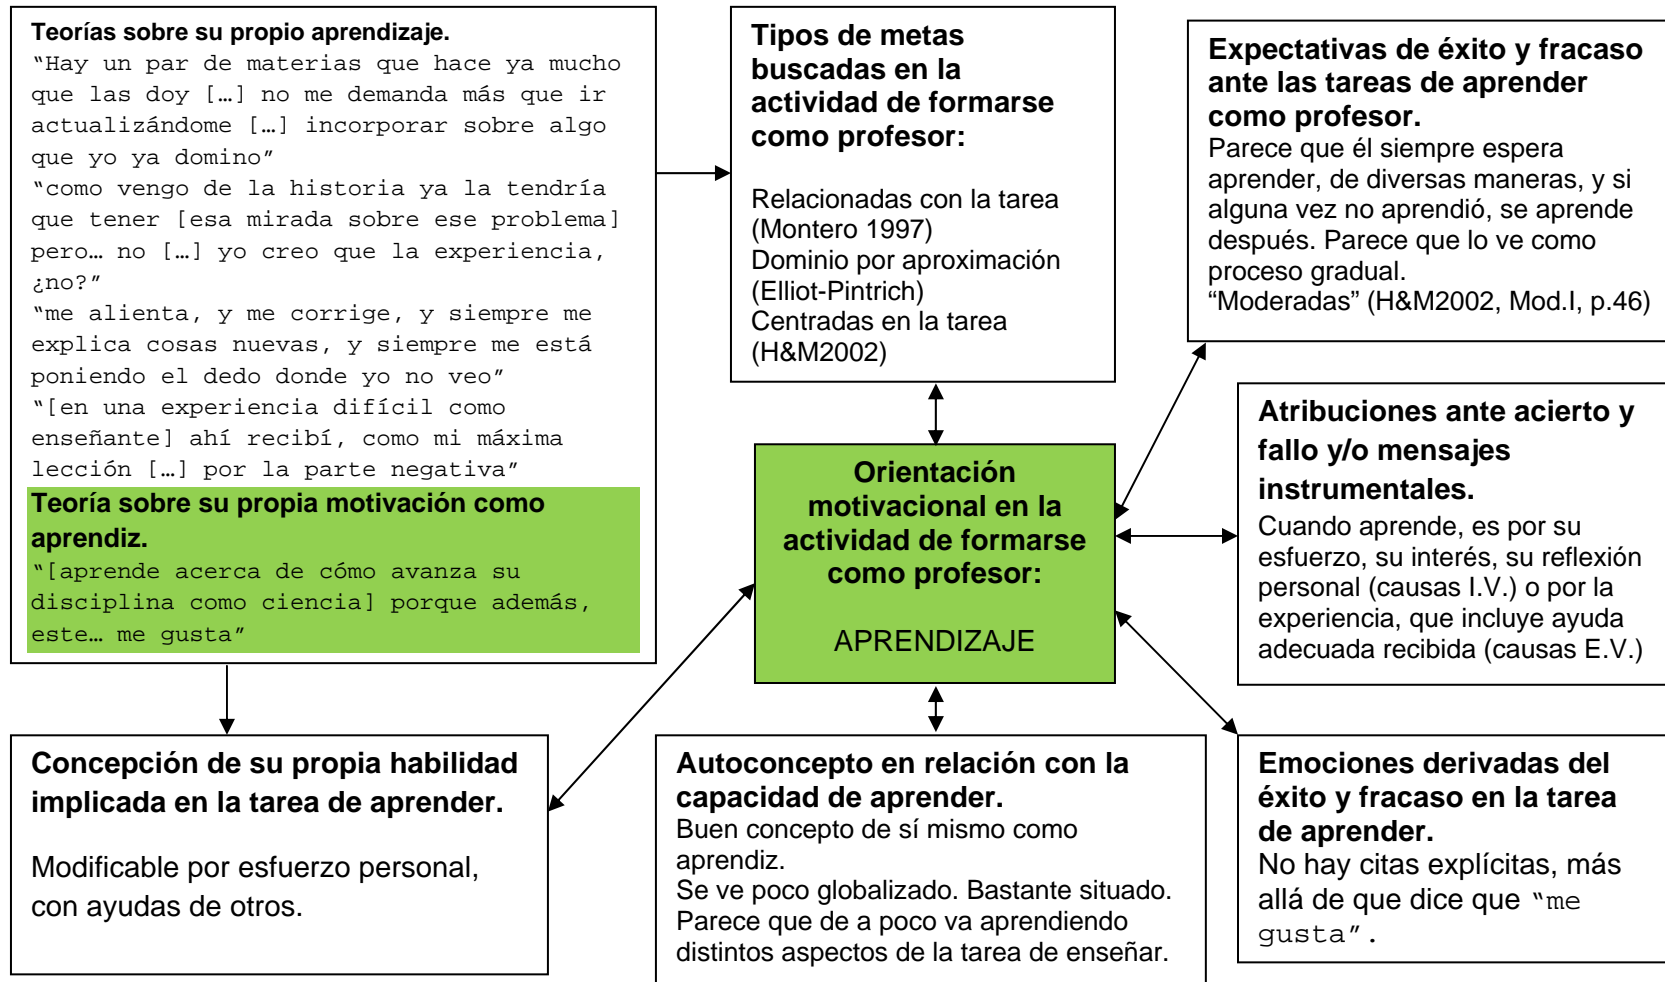 Teorías sobre su propio aprendizaje.
“Hay un par de materias que hace ya mucho
que las doy […] no me demanda más que ir
actualizándome […] incorporar sobre algo
que yo ya domino”
“como vengo de la historia ya la tendría
que tener [esa mirada sobre ese problema]
pero… no […] yo creo que la experiencia,
¿no?”
“me alienta, y me corrige, y siempre me
explica cosas nuevas, y siempre me está
poniendo el dedo donde yo no veo”
“[en una experiencia difícil como
enseñante] ahí recibí, como mi máxima
lección […] por la parte negativa”
Teoría sobre su propia motivación como
aprendiz.
“[aprende acerca de cómo avanza su
disciplina como ciencia] porque además,
este… me gusta”
Tipos de metas
buscadas en la
actividad de formarse
como profesor:
Relacionadas con la tarea
(Montero 1997)
Dominio por aproximación
(Elliot-Pintrich)
Centradas en la tarea
(H&M2002)
Expectativas de éxito y fracaso
ante las tareas de aprender
como profesor.
Parece que él siempre espera
aprender, de diversas maneras, y si
alguna vez no aprendió, se aprende
después. Parece que lo ve como
proceso gradual.
“Moderadas” (H&M2002, Mod.I, p.46)
Orientación
motivacional en la
actividad de formarse
como profesor:
APRENDIZAJE
Atribuciones ante acierto y
fallo y/o mensajes
instrumentales.
Cuando aprende, es por su
esfuerzo, su interés, su reflexión
personal (causas I.V.) o por la
experiencia, que incluye ayuda
adecuada recibida (causas E.V.)
Concepción de su propia habilidad
implicada en la tarea de aprender.
Modificable por esfuerzo personal,
con ayudas de otros.
Autoconcepto en relación con la
capacidad de aprender.
Buen concepto de sí mismo como
aprendiz.
Se ve poco globalizado. Bastante situado.
Parece que de a poco va aprendiendo
distintos aspectos de la tarea de enseñar.
Emociones derivadas del
éxito y fracaso en la tarea
de aprender.
No hay citas explícitas, más
allá de que dice que “me
gusta”.